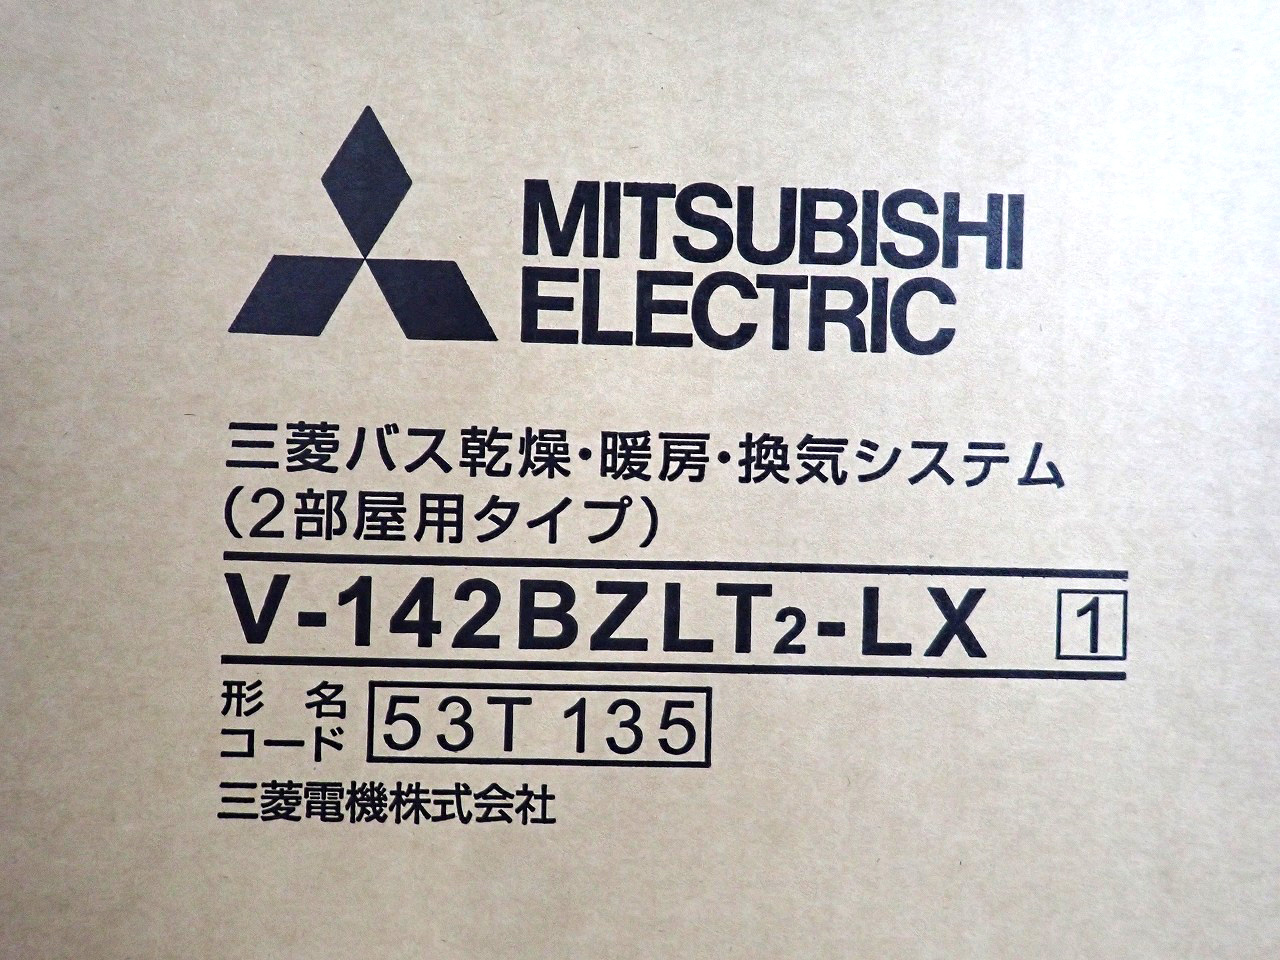 MITSUBISHI
ELECTRIC
三菱バス乾燥・暖房・換気システム
(2部屋用タイプ)
V-142BZLT2-LX 1
形名
コード 53T 135
三菱電機株式会社